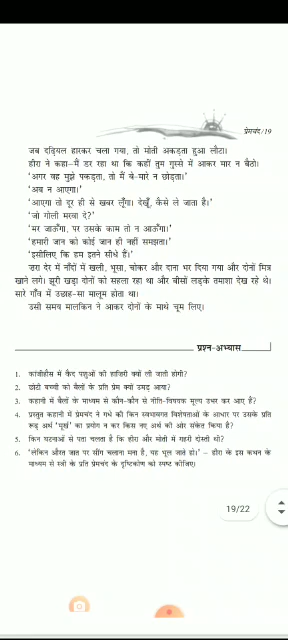 प्रेमचंद/19
जब दढ़ियल हारकर चला गया, तो मोती अकड़ता हुआ लौटा।
हीरा ने कहा–मैं डर रहा था कि कहीं तुम गुस्से में आकर मार न बैठो।
'अगर वह मुझे पकड़ता, तो मैं बे-मारे न छोड़ता।'
'अब न आएगा।'
'आएगा तो दूर ही से खबर लूँगा। देखूँ, कैसे ले जाता है।'
'जो गोली मरवा दे?'
'मर जाऊँगा, पर उसके काम तो न आऊँगा।'
'हमारी जान को कोई जान ही नहीं समझता।'
'इसीलिए कि हम इतने सीधे हैं।'
ज़रा देर में नाँदों में खली, भूसा, चोकर और दाना भर दिया गया और दोनों मित्र
खाने लगे। झूरी खड़ा दोनों को सहला रहा था और बीसों लड़के तमाशा देख रहे थे।
सारे गाँव में उछाह-सा मालूम होता था।
उसी समय मालकिन ने आकर दोनों के माथे चूम लिए।
प्रश्न-अभ्यास
1. कांजीहौस में कैद पशुओं की हाजिरी क्यों ली जाती होगी?
2. छोटी बच्ची को बैलों के प्रति प्रेम क्यों उमड़ आया?
3. कहानी में बैलों के माध्यम से कौन-कौन से नीति-विषयक मूल्य उभर कर आए हैं?
4. प्रस्तुत कहानी में प्रेमचंद ने गधे की किन स्वभावगत विशेषताओं के आधार पर उसके प्रति
रूढ़ अर्थ 'मूर्ख' का प्रयोग न कर किस नए अर्थ की ओर संकेत किया है?
5. किन घटनाओं से पता चलता है कि हीरा और मोती में गहरी दोस्ती थी?
6. 'लेकिन औरत जात पर सींग चलाना मना है, यह भूल जाते हो।' – हीरा के इस कथन के
माध्यम से स्त्री के प्रति प्रेमचंद के दृष्टिकोण को स्पष्ट कीजिए।
19/22